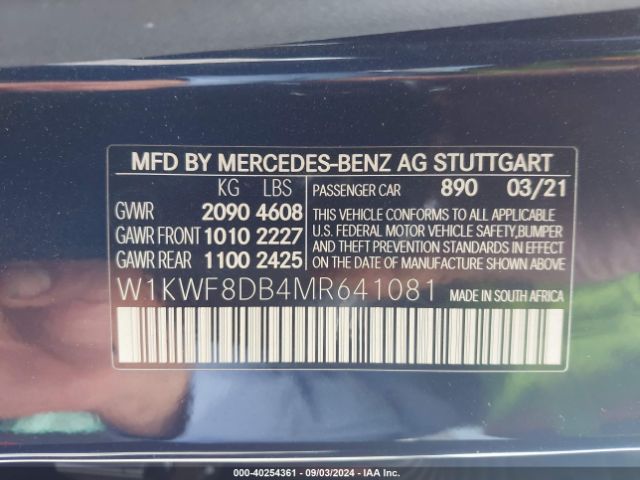 MFD BY MERCEDES-BENZ AG STUTTGART
KG LBS PASSENGER CAR 890 03/21
GVWR 2090 4608
GAWR FRONT 1010 2227
GAWR REAR 1100 2425
THIS VEHICLE CONFORMS TO ALL APPLICABLE
U.S. FEDERAL MOTOR VEHICLE SAFETY,BUMPER
AND THEFT PREVENTION STANDARDS IN EFFECT
ON THE DATE OF MANUFACTURE SHOWN ABOVE.
W1KWF8DB4MR641081 MADE IN SOUTH AFRICA
000-40254361 - 09/03/2024 - IAA Inc.